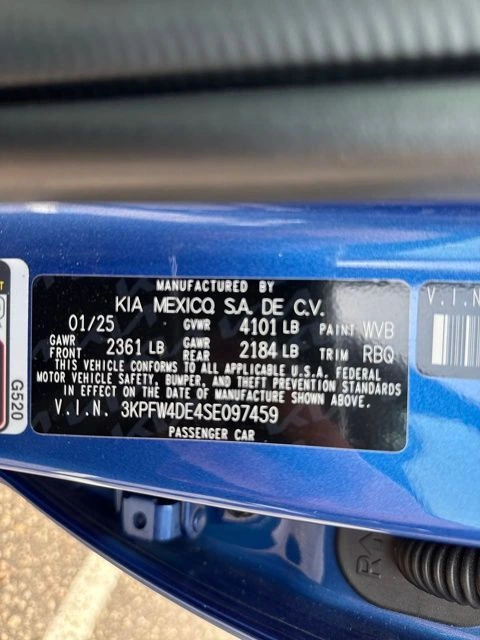 MANUFACTURED BY
KIA MEXICO, S.A. DE C.V.
01/25 GVWR 4101 LB PAINT WVB
GAWR FRONT 2361 LB GAWR REAR 2184 LB TRIM RBQ
THIS VEHICLE CONFORMS TO ALL APPLICABLE U.S.A. FEDERAL
MOTOR VEHICLE SAFETY, BUMPER, AND THEFT PREVENTION STANDARDS
IN EFFECT ON THE DATE OF MANUFACTURE SHOWN ABOVE.
V.I.N. 3KPFW4DE4SE097459
PASSENGER CAR
G520
V.I.N